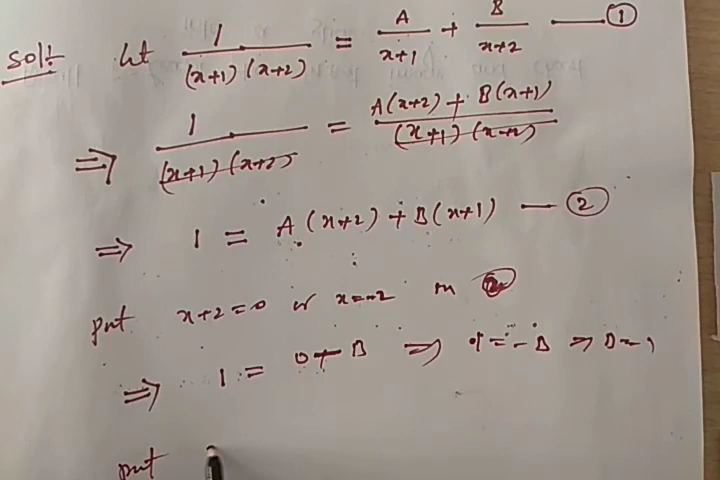 Sol! let 1/((x+1)(x+2)) = A/(x+1) + B/(x+2) — ①
⇒ 1/((x+1)(x+2)) = (A(x+2) + B(x+1))/((x+1)(x+2))
⇒ 1 = A(x+2) + B(x+1) — ②
put x+2=0 or x=-2 in ②
⇒ 1 = 0 + -B ⇒ 1 = -B ⇒ B=-1
put